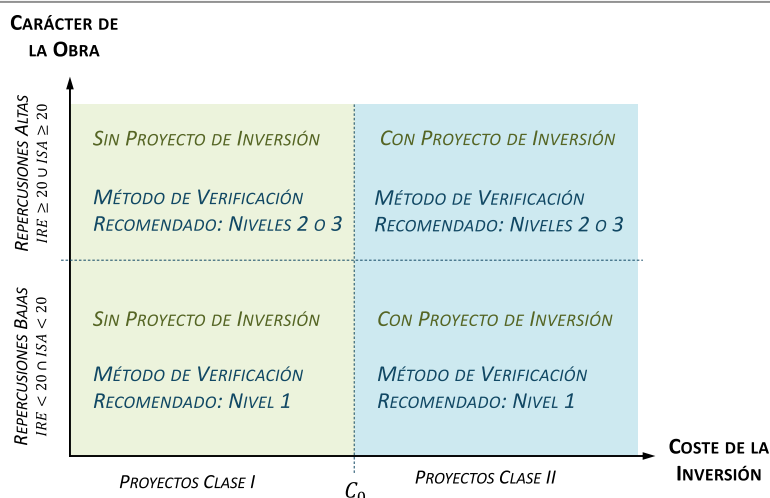 CARÁCTER DE
LA OBRA
REPERCUSIONES ALTAS
IRE ≥ 20 ∪ ISA ≥ 20
SIN PROYECTO DE INVERSIÓN
MÉTODO DE VERIFICACIÓN
RECOMENDADO: NIVELES 2 O 3
CON PROYECTO DE INVERSIÓN
MÉTODO DE VERIFICACIÓN
RECOMENDADO: NIVELES 2 O 3
REPERCUSIONES BAJAS
IRE < 20 ∩ ISA < 20
SIN PROYECTO DE INVERSIÓN
MÉTODO DE VERIFICACIÓN
RECOMENDADO: NIVEL 1
CON PROYECTO DE INVERSIÓN
MÉTODO DE VERIFICACIÓN
RECOMENDADO: NIVEL 1
COSTE DE LA
INVERSIÓN
PROYECTOS CLASE I
C₀
PROYECTOS CLASE II